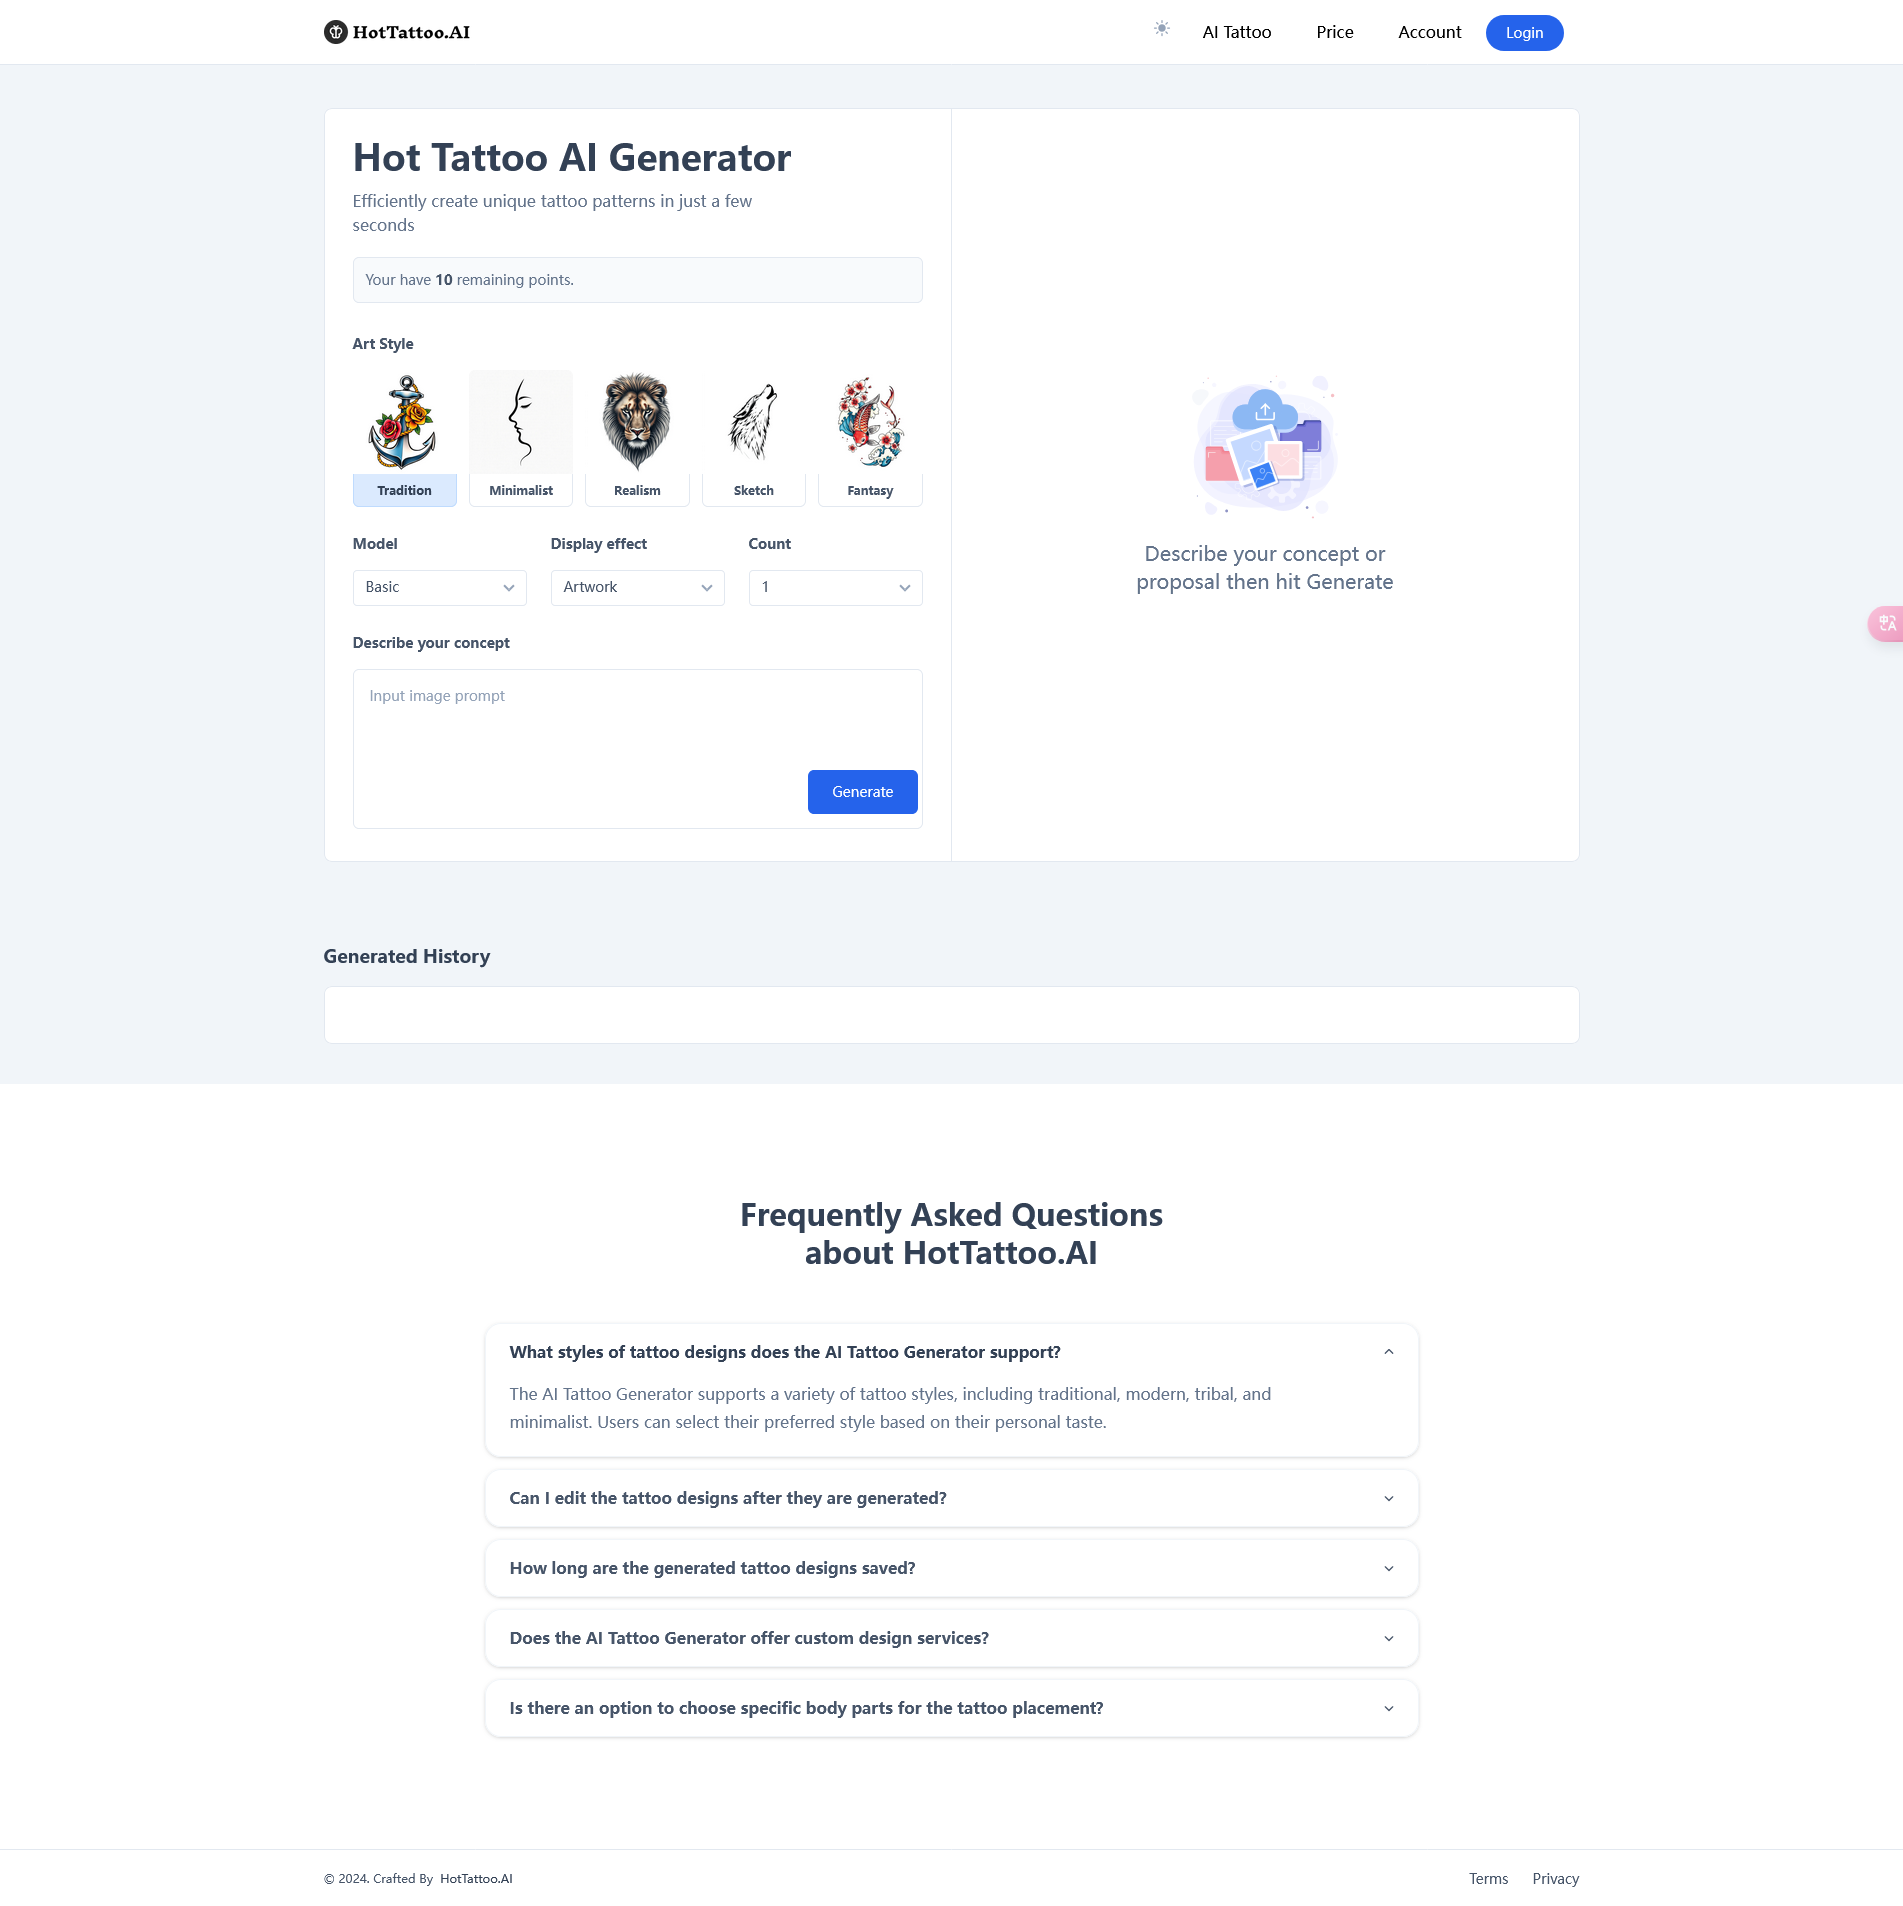 HotTattoo.AI
AI Tattoo
Price
Account
Login
Hot Tattoo AI Generator
Efficiently create unique tattoo patterns in just a few
seconds
Your have 10 remaining points.
Art Style
Tradition
Minimalist
Realism
Sketch
Fantasy
Model
Display effect
Count
Basic
Artwork
1
Describe your concept
Input image prompt
Generate
Describe your concept or
proposal then hit Generate
中A
Generated History
Frequently Asked Questions
about HotTattoo.AI
What styles of tattoo designs does the AI Tattoo Generator support?
The AI Tattoo Generator supports a variety of tattoo styles, including traditional, modern, tribal, and
minimalist. Users can select their preferred style based on their personal taste.
Can I edit the tattoo designs after they are generated?
How long are the generated tattoo designs saved?
Does the AI Tattoo Generator offer custom design services?
Is there an option to choose specific body parts for the tattoo placement?
© 2024. Crafted By HotTattoo.AI
Terms
Privacy